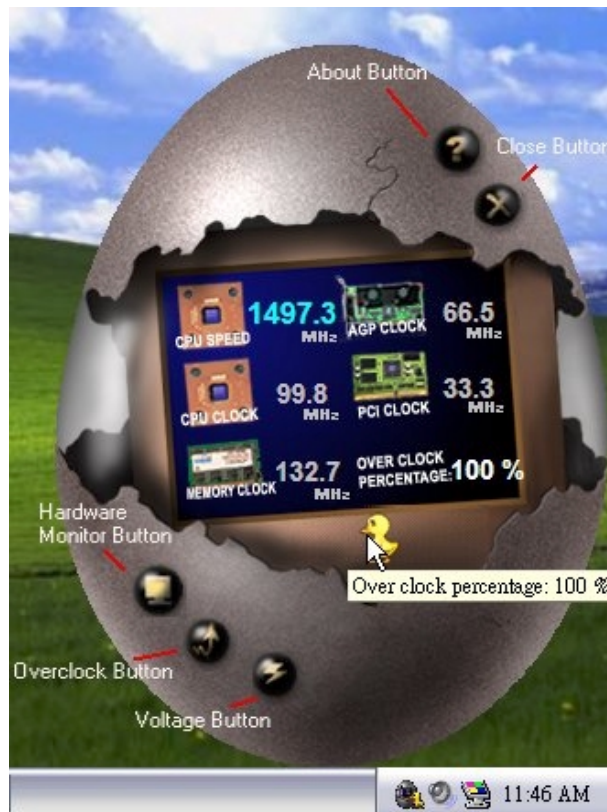 About Button
Close Button
CPU SPEED
1497.3
MHz
AGP CLOCK
66.5
MHz
CPU CLOCK
99.8
MHz
PCI CLOCK
33.3
MHz
MEMORY CLOCK
132.7
MHz
OVER CLOCK
PERCENTAGE:
100 %
Hardware
Monitor Button
Over clock percentage: 100 %
Overclock Button
Voltage Button
11:46 AM